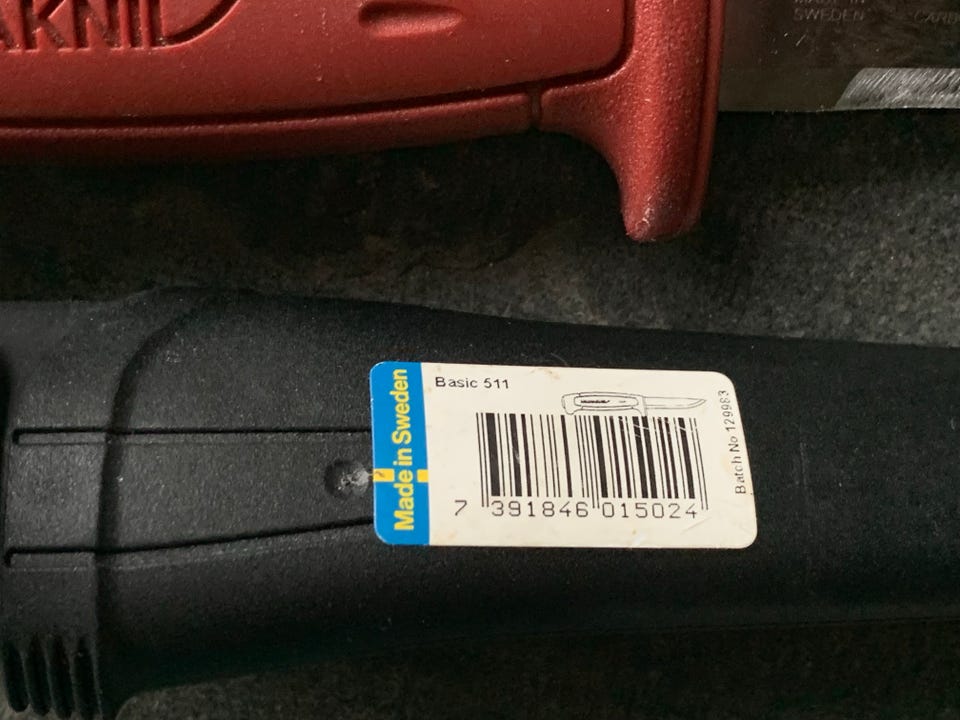 MADE IN
SWEDEN
Made in Sweden
Basic 511
Batch No 129983
7 391846 015024